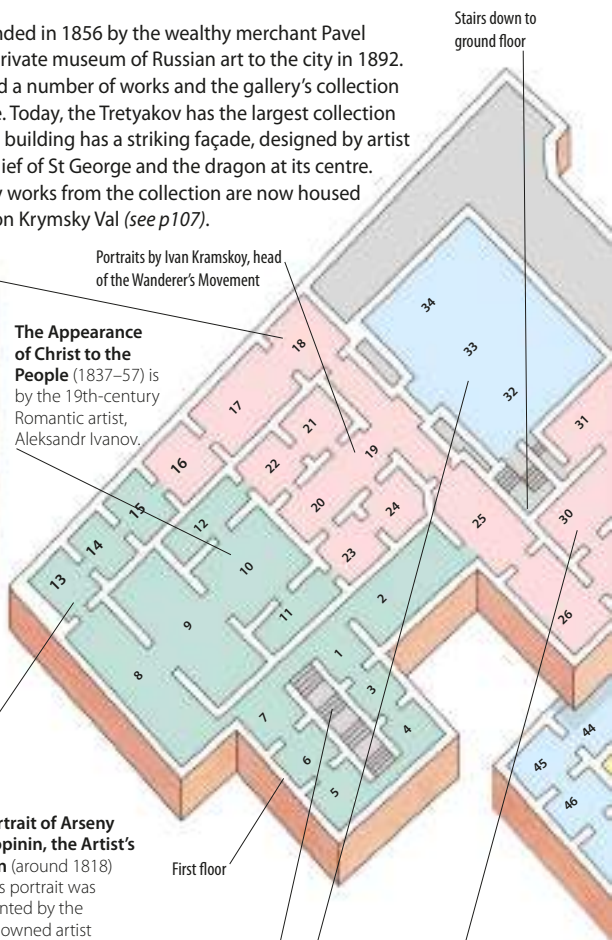 Stairs down to
ground floor
nded in 1856 by the wealthy merchant Pavel
rivate museum of Russian art to the city in 1892.
d a number of works and the gallery's collection
e. Today, the Tretyakov has the largest collection
building has a striking façade, designed by artist
ief of St George and the dragon at its centre.
y works from the collection are now housed
on Krymsky Val (see p107).
Portraits by Ivan Kramskoy, head
of the Wanderer's Movement
The Appearance
of Christ to the
People (1837–57) is
by the 19th-century
Romantic artist,
Aleksandr Ivanov.
34
33
32
31
30
18
17
16
15
14
13
21
22
19
20
24
23
25
26
12
10
9
8
11
2
1
3
4
7
6
5
44
45
46
First floor
rtrait of Arseny
opinin, the Artist's
n (around 1818)
s portrait was
nted by the
owned artist